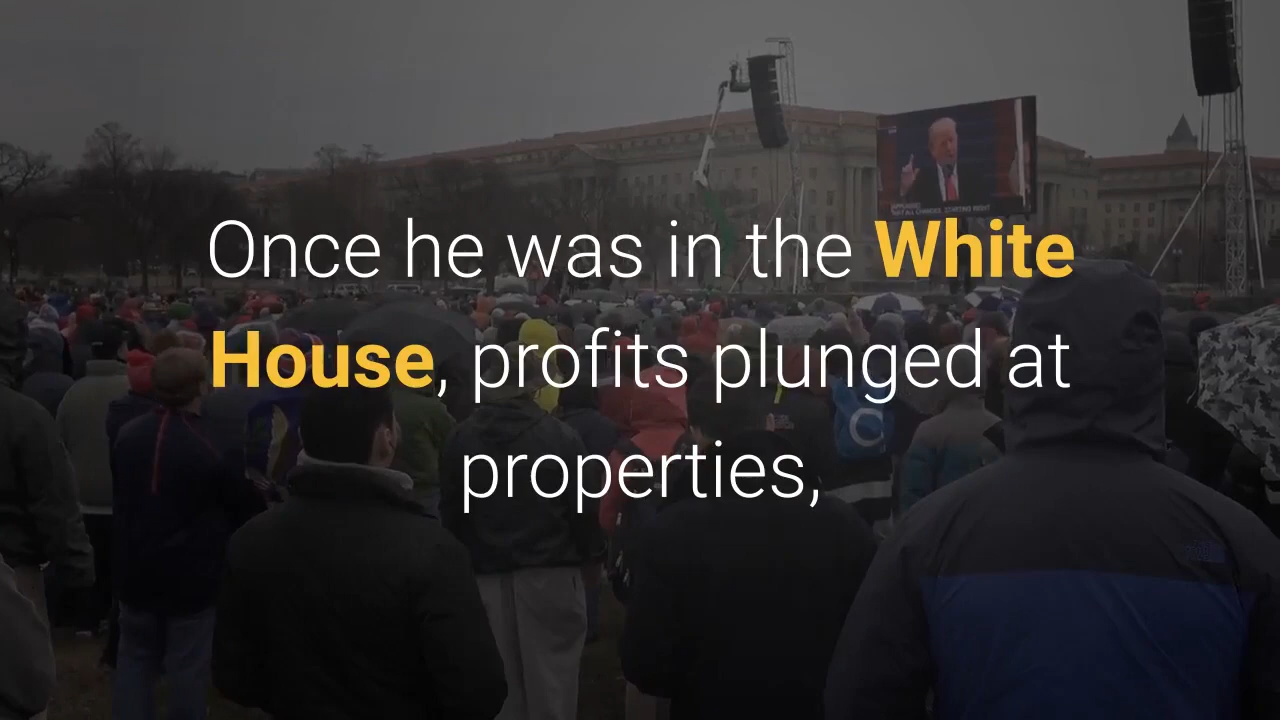 Once he was in the White
House, profits plunged at
properties,